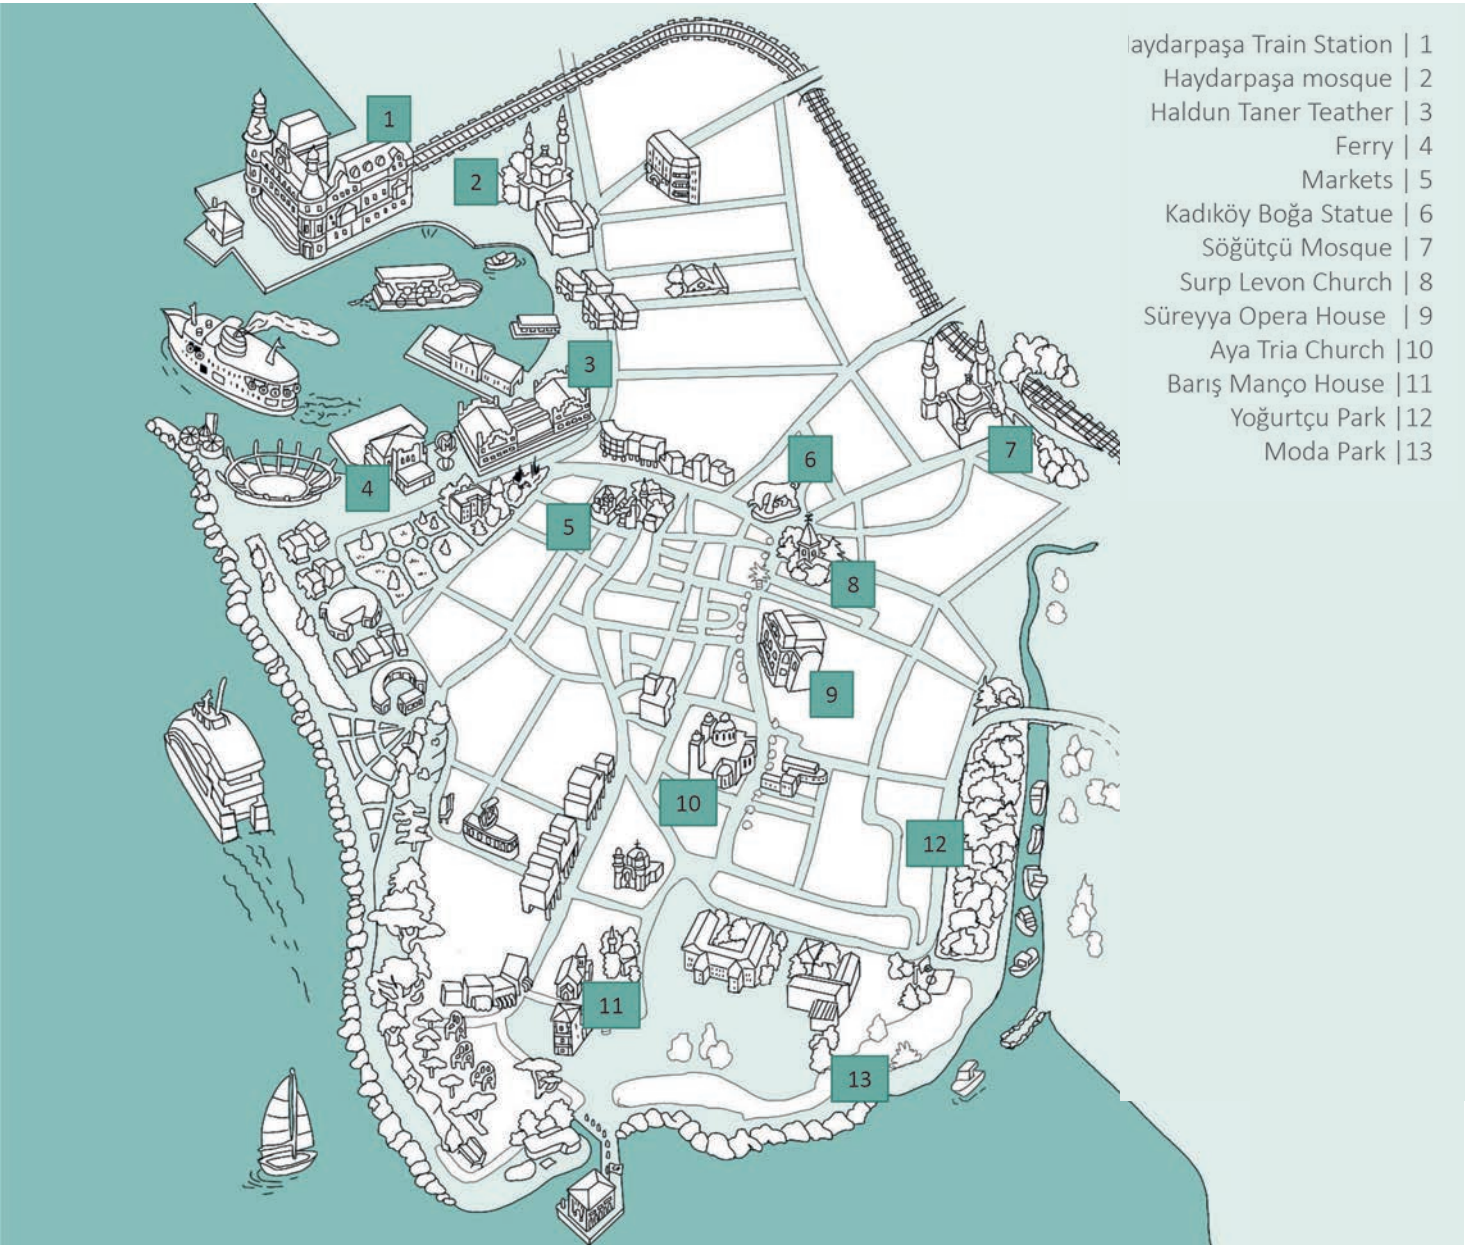 aydarpaşa Train Station | 1
Haydarpaşa mosque | 2
Haldun Taner Teather | 3
Ferry | 4
Markets | 5
Kadıköy Boğa Statue | 6
Söğütçü Mosque | 7
Surp Levon Church | 8
Süreyya Opera House | 9
Aya Tria Church |10
Barış Manço House |11
Yoğurtçu Park |12
Moda Park |13
1
2
3
4
5
6
7
8
9
10
11
12
13